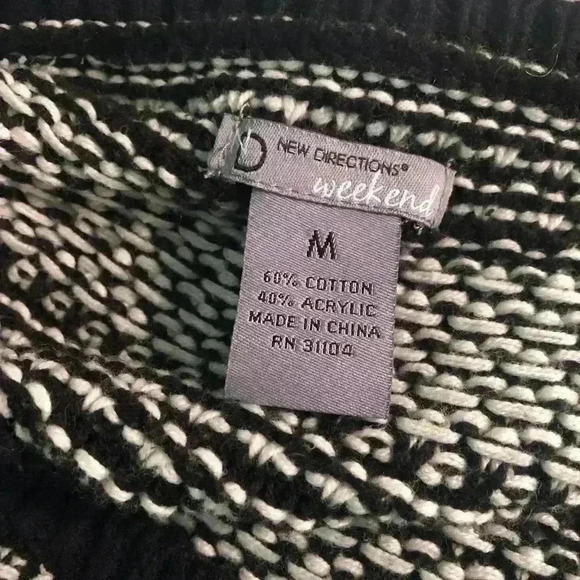 D NEW DIRECTIONS®
weekend
M
60% COTTON
40% ACRYLIC
MADE IN CHINA
RN 31104